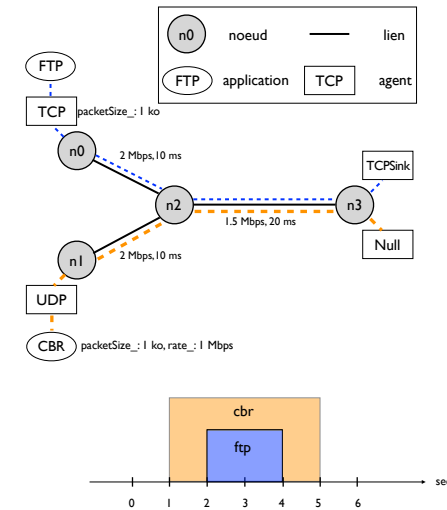 n0 noeud lien
FTP application TCP agent
FTP
TCP packetSize_: 1 ko
n0
2 Mbps,10 ms
TCPSink
n2 n3
1.5 Mbps, 20 ms
Null
n1
2 Mbps,10 ms
UDP
CBR packetSize_: 1 ko, rate_: 1 Mbps
cbr
ftp
0 1 2 3 4 5 6